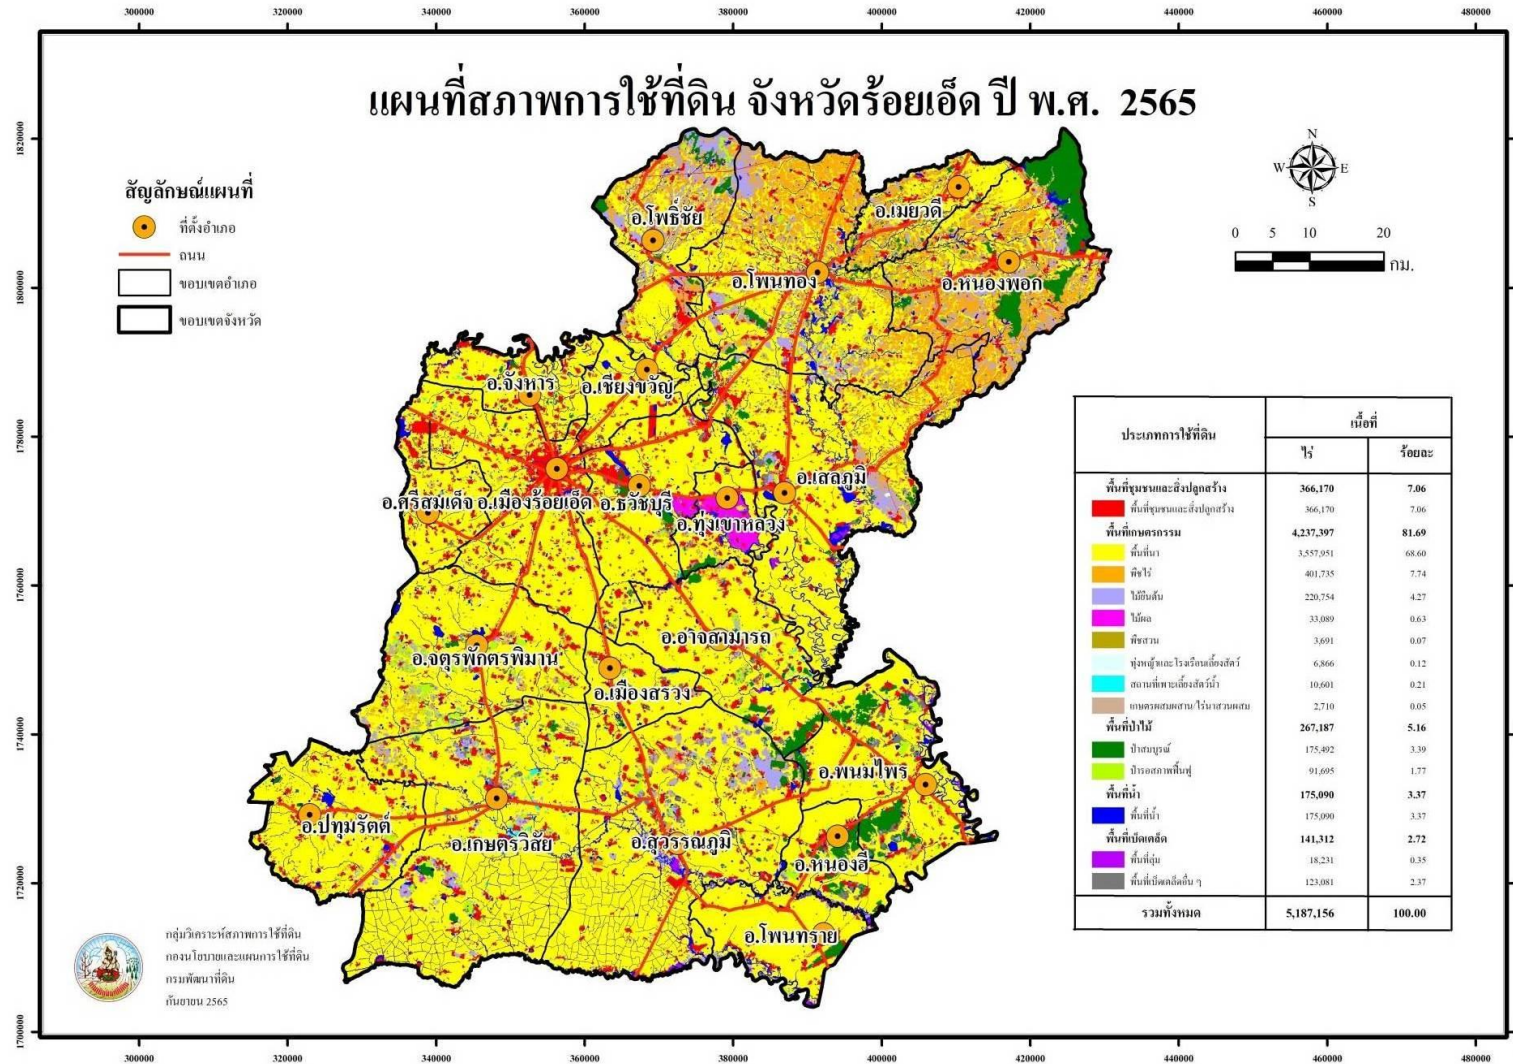 300000 320000 340000 360000 380000 400000 420000 440000 460000 480000
แผนที่สภาพการใช้ที่ดิน จังหวัดร้อยเอ็ด ปี พ.ศ. 2565
1820000
1800000
1780000
1760000
1740000
1720000
1700000
สัญลักษณ์แผนที่
ที่ตั้งอำเภอ
ถนน
ขอบเขตอำเภอ
ขอบเขตจังหวัด
N
W E
S
0 5 10 20
กม.
อ.โพธิ์ชัย
อ.เมยวดี
อ.โพนทอง
อ.หนองพอก
อ.จังหาร
อ.เชียงขวัญ
อ.ศรีสมเด็จ
อ.เมืองร้อยเอ็ด
อ.ธวัชบุรี
อ.ทุ่งเขาหลวง
อ.เสลภูมิ
อ.จตุรพักตรพิมาน
อ.อาจสามารถ
อ.เมืองสรวง
อ.พนมไพร
อ.ปทุมรัตต์
อ.เกษตรวิสัย
อ.สุวรรณภูมิ
อ.หนองฮี
อ.โพนทราย
ประเภทการใช้ที่ดิน เนื้อที่
ไร่ ร้อยละ
พื้นที่ชุมชนและสิ่งปลูกสร้าง 366,170 7.06
พื้นที่ชุมชนและสิ่งปลูกสร้าง 366,170 7.06
พื้นที่เกษตรกรรม 4,237,397 81.69
พื้นที่นา 3,557,951 68.60
พืชไร่ 401,735 7.74
ไม้ยืนต้น 220,754 4.27
ไม้ผล 33,089 0.63
พืชสวน 3,691 0.07
ทุ่งหญ้าและโรงเรือนเลี้ยงสัตว์ 6,866 0.12
สถานที่เพาะเลี้ยงสัตว์น้ำ 10,601 0.21
เกษตรผสมผสาน/ไร่นาสวนผสม 2,710 0.05
พื้นที่ป่าไม้ 267,187 5.16
ป่าสมบูรณ์ 175,492 3.39
ป่ารอสภาพฟื้นฟู 91,695 1.77
พื้นที่น้ำ 175,090 3.37
พื้นที่น้ำ 175,090 3.37
พื้นที่เบ็ดเตล็ด 141,312 2.72
พื้นที่ลุ่ม 18,231 0.35
พื้นที่เบ็ดเตล็ดอื่น ๆ 123,081 2.37
รวมทั้งหมด 5,187,156 100.00
กลุ่มวิเคราะห์สภาพการใช้ที่ดิน
กองนโยบายและแผนการใช้ที่ดิน
กรมพัฒนาที่ดิน
กันยายน 2565
300000 320000 340000 360000 380000 400000 420000 440000 460000 480000